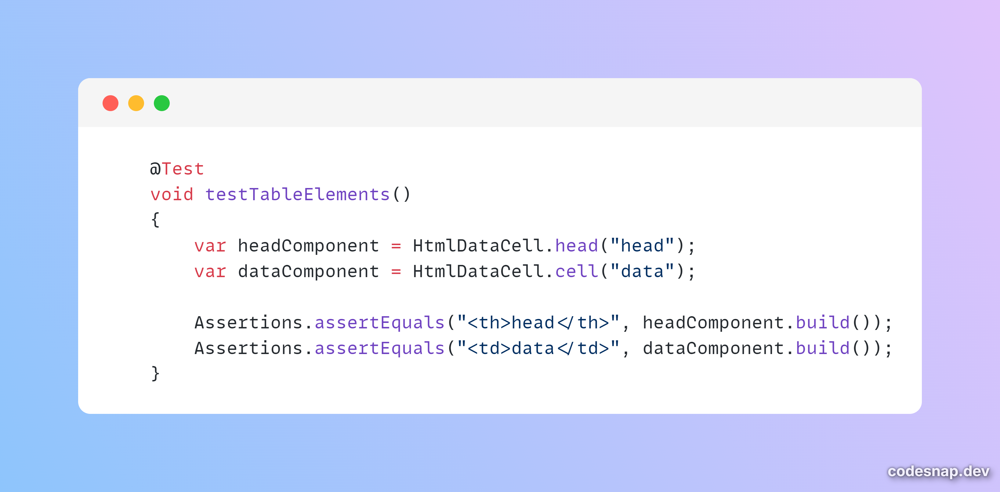 @Test
void testTableElements()
{
    var headComponent = HtmlDataCell.head("head");
    var dataComponent = HtmlDataCell.cell("data");

    Assertions.assertEquals("<th>head</th>", headComponent.build());
    Assertions.assertEquals("<td>data</td>", dataComponent.build());
}
codesnap.dev